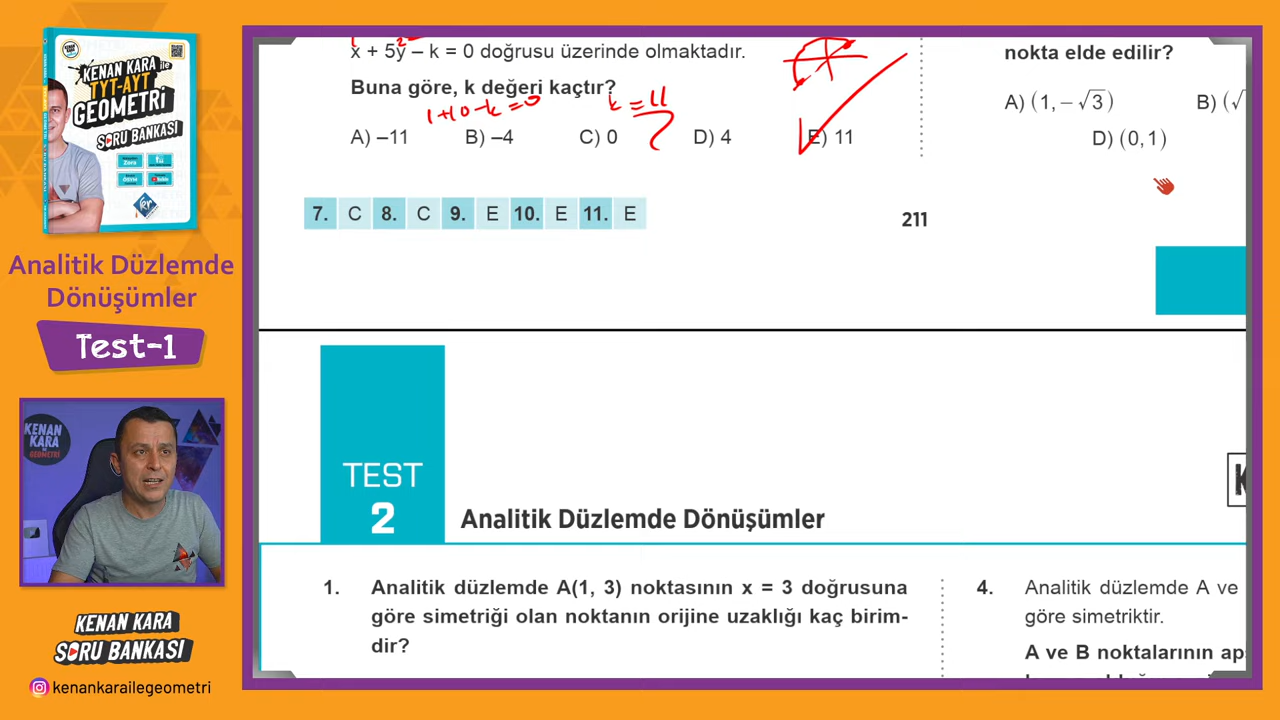 KENAN KARA ile
TYT-AYT
GEOMETRİ
SORU BANKASI
Analitik Düzlemde
Dönüşümler
Test-1
KENAN
KARA
GEOMETRİ
KENAN KARA
SORU BANKASI
kenankarailegeometri
x + 5y – k = 0 doğrusu üzerinde olmaktadır.
Buna göre, k değeri kaçtır?
1+10-k=0 k=11
A) –11 B) –4 C) 0 D) 4 E) 11
7. C 8. C 9. E 10. E 11. E
211
nokta elde edilir?
A) (1, – √3) B) (√
D) (0, 1)
TEST
2
Analitik Düzlemde Dönüşümler
K
1. Analitik düzlemde A(1, 3) noktasının x = 3 doğrusuna
göre simetriği olan noktanın orijine uzaklığı kaç birim-
dir?
4. Analitik düzlemde A ve
göre simetriktir.
A ve B noktalarının ap